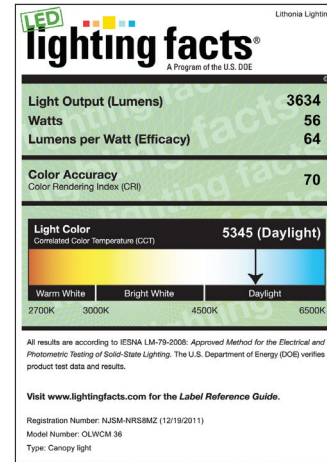 LED
Lithonia Lightin
lighting facts®
A Program of the U.S. DOE
Light Output (Lumens) 3634
Watts 56
Lumens per Watt (Efficacy) 64
Color Accuracy 70
Color Rendering Index (CRI)
Light Color 5345 (Daylight)
Correlated Color Temperature (CCT)
Warm White Bright White Daylight
2700K 3000K 4500K 6500K
All results are according to IESNA LM-79-2008: Approved Method for the Electrical and
Photometric Testing of Solid-State Lighting. The U.S. Department of Energy (DOE) verifies
product test data and results.
Visit www.lightingfacts.com for the Label Reference Guide.
Registration Number: NJSM-NRS8MZ (12/19/2011)
Model Number: OLWCM 36
Type: Canopy light